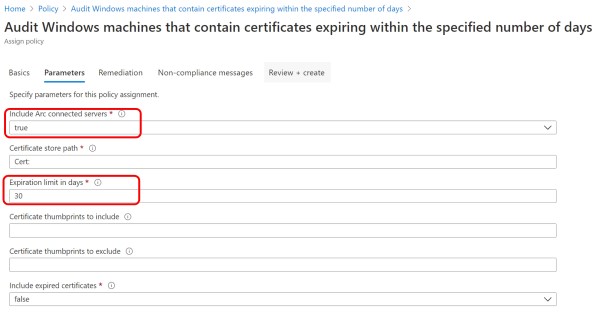 Home > Policy > Audit Windows machines that contain certificates expiring within the specified number of days >
Audit Windows machines that contain certificates expiring within the specified number of days
Assign policy
Basics Parameters Remediation Non-compliance messages Review + create
Specify parameters for this policy assignment.
Include Arc connected servers *
true
Certificate store path *
Cert:
Expiration limit in days *
30
Certificate thumbprints to include
Certificate thumbprints to exclude
Include expired certificates *
false